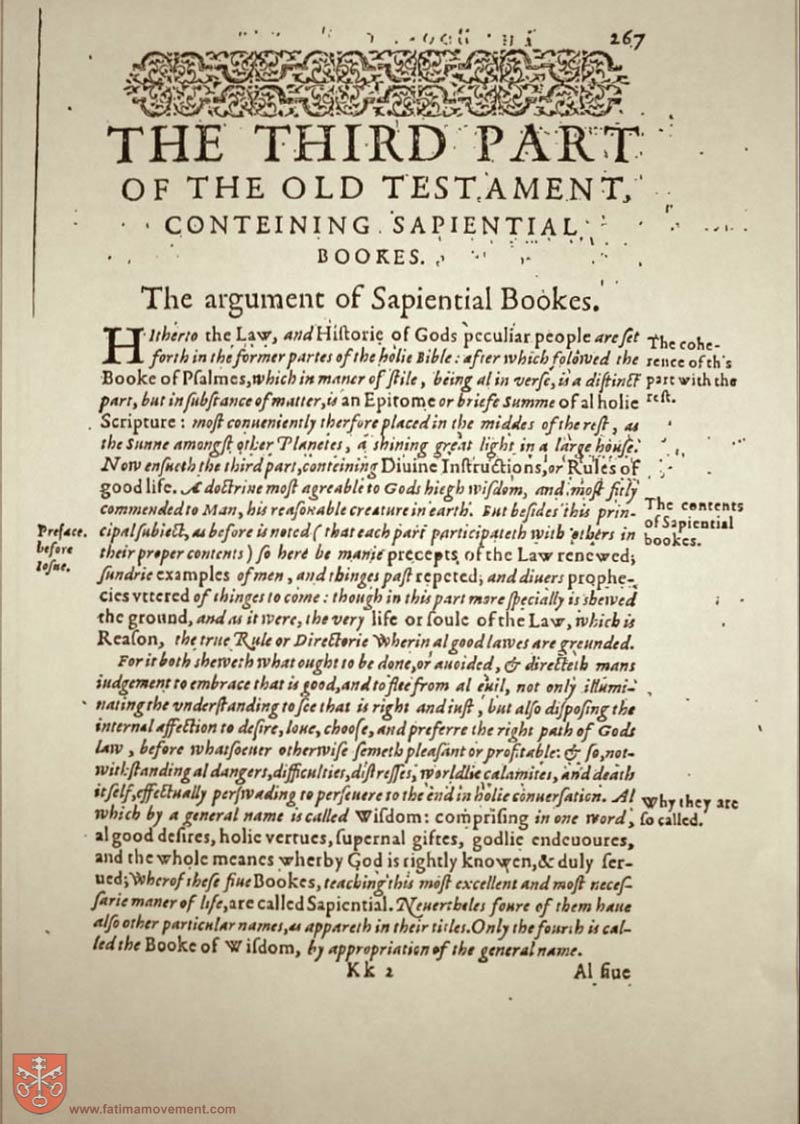 267
THE THIRD PART
OF THE OLD TESTAMENT,
CONTEINING SAPIENTIAL
BOOKES.
The argument of Sapiential Bookes.
HItherto the Law, and Hiſtorie of Gods peculiar people are ſet
forth in the former partes of the holie Bible: after which folowed the
Booke of Pſalmes, which in maner of ſtile, being al in verſe, is a diſtinct
part, but in ſubſtance of matter, is an Epitome or briefe Summe of al holie
Scripture: moſt conueniently therfore placed in the middes of the reſt, as
the Sunne amongſt other Planetes, a ſhining great light in a large houſe.
Now enſueth the third part, conteining Diuine Inſtructions, or Rules of
good life. A doctrine moſt agreable to Gods hiegh wiſdom, and moſt fitly
commended to Man, his reaſonable creature in earth. But beſides this prin-
cipal ſubiect, as before is noted (that each part participateth with others in
their proper contents) ſo here be manie precepts of the Law renewed;
ſundrie examples of men, and thinges paſt repeted; and diuers prophe-
cies vttered of thinges to come: though in this part more ſpecially is shewed
the ground, and as it were, the very life or ſoule of the Law, which is
Reaſon, the true Rule or Directorie wherin al good lawes are grounded.
For it both sheweth what ought to be done, or auoided, & directeth mans
iudgement to embrace that is good, and to flee from al euil, not only illumi-
nating the vnderſtanding to ſee that is right and iuſt, but alſo diſpoſing the
internal affection to deſire, loue, chooſe, and preferre the right path of Gods
law, before whatſoeuer otherwiſe ſemeth pleaſant or profitable: & ſo, not-
withſtanding al dangers, difficulties, diſtreſſes, worldlie calamites, and death
itſelf, effectually perſwading to perſeuere to the end in holie conuerſation. Al
which by a general name is called Wiſdom: compriſing in one word,
al good deſires, holie vertues, ſupernal giftes, godlie endeuoures,
and the whole meanes wherby God is rightly knowen, & duly ſer-
ued; Wherof theſe fiue Bookes, teaching this moſt excellent and moſt neceſ-
ſarie maner of life, are called Sapiential. Neuertheles foure of them haue
alſo other particular names, as appareth in their titles. Only the fourth is cal-
led the Booke of Wiſdom, by appropriation of the general name.
Kk 2
Al fiue
The cohe-
rence of th's
part with the
reſt.
The contents
of Sapiential
bookes.
Preface.
before
Ioſue.
Why they are
ſo called.
www.fatimamovement.com